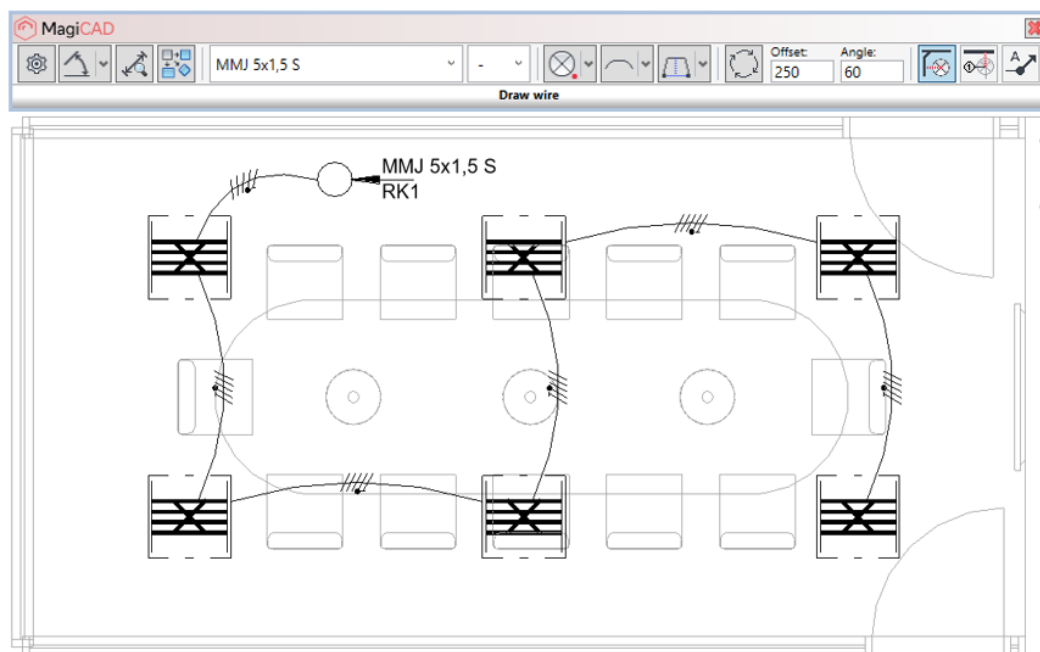 MagiCAD
MMJ 5x1,5 S
-
Offset:
250
Angle:
60
A
Draw wire
MMJ 5x1,5 S
RK1